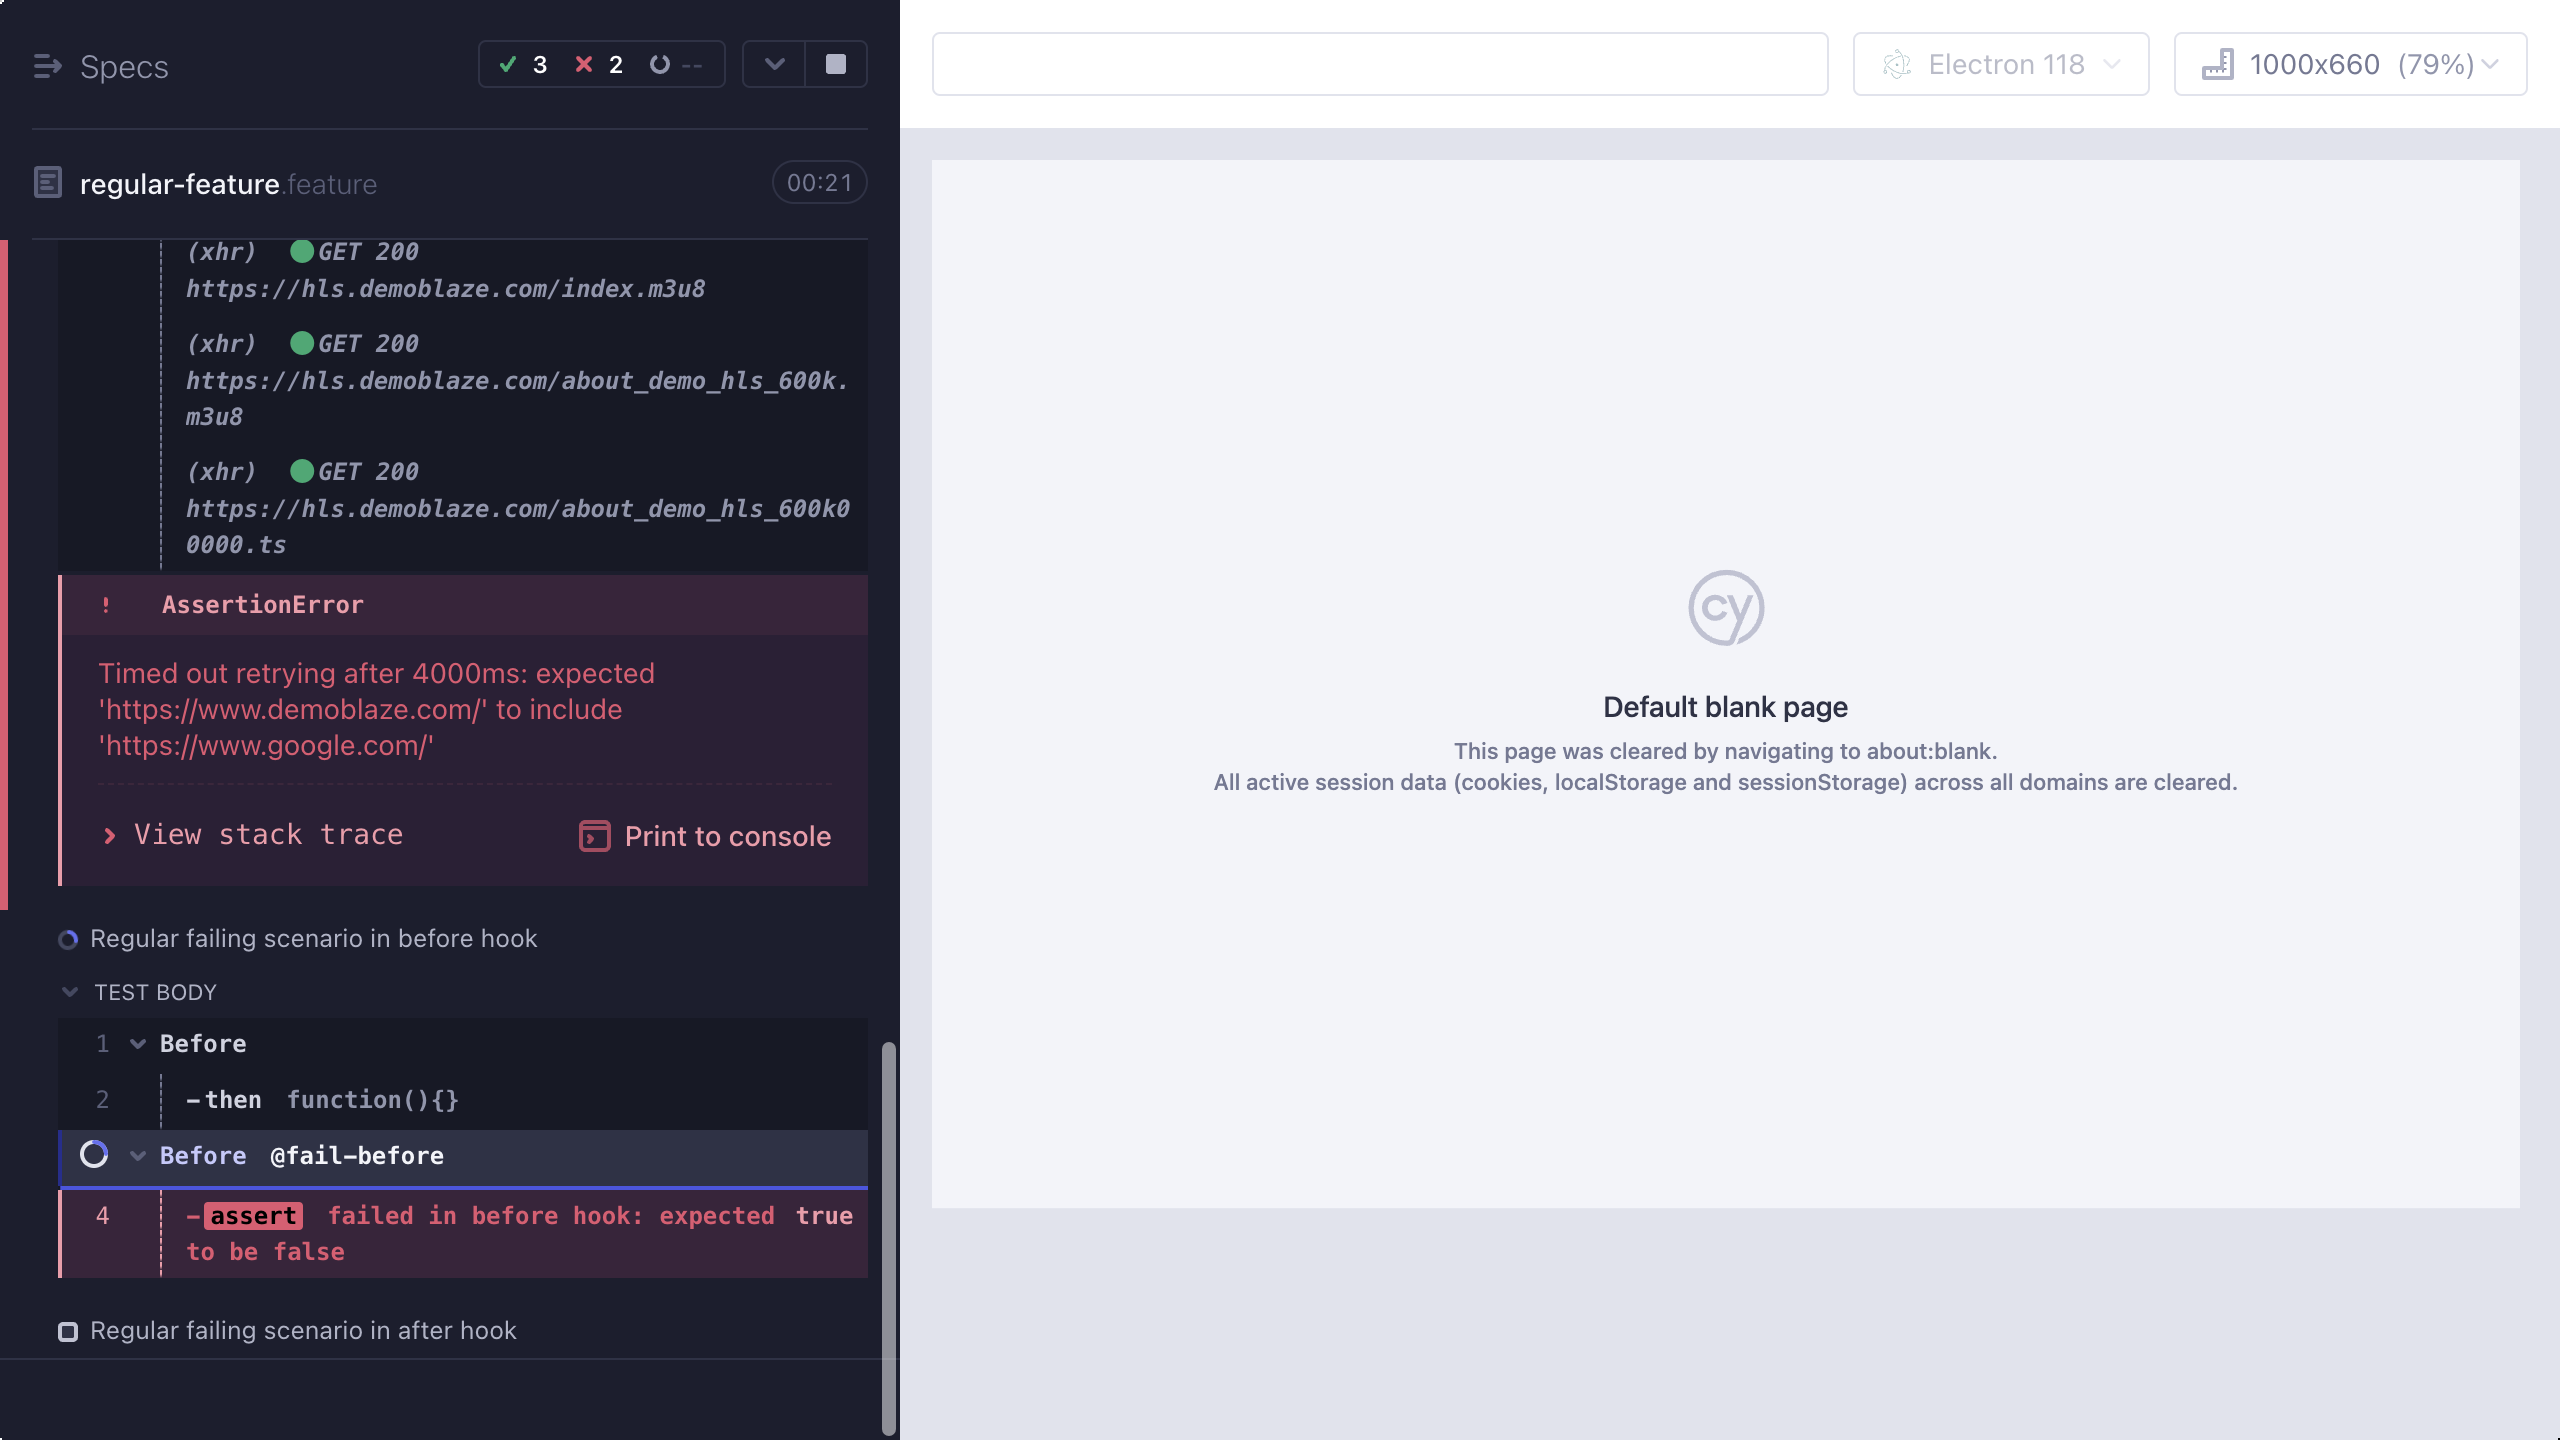 Specs
3 2 --
regular-feature.feature
00:21
(xhr) GET 200
https://hls.demoblaze.com/index.m3u8
(xhr) GET 200
https://hls.demoblaze.com/about_demo_hls_600k.
m3u8
(xhr) GET 200
https://hls.demoblaze.com/about_demo_hls_600k0
0000.ts
! AssertionError
Timed out retrying after 4000ms: expected
'https://www.demoblaze.com/' to include
'https://www.google.com/'
View stack trace
Print to console
Regular failing scenario in before hook
TEST BODY
1 Before
2 -then function(){}
Before @fail-before
4 -assert failed in before hook: expected true
to be false
Regular failing scenario in after hook
Electron 118
1000x660 (79%)
cy
Default blank page
This page was cleared by navigating to about:blank.
All active session data (cookies, localStorage and sessionStorage) across all domains are cleared.